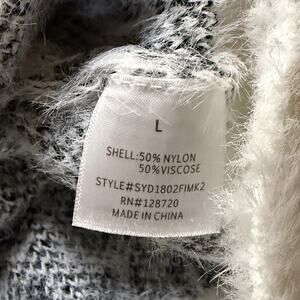 L
SHELL:50% NYLON
50%VISCOSE
STYLE#SYD1802FIMK2
RN#128720
MADE IN CHINA